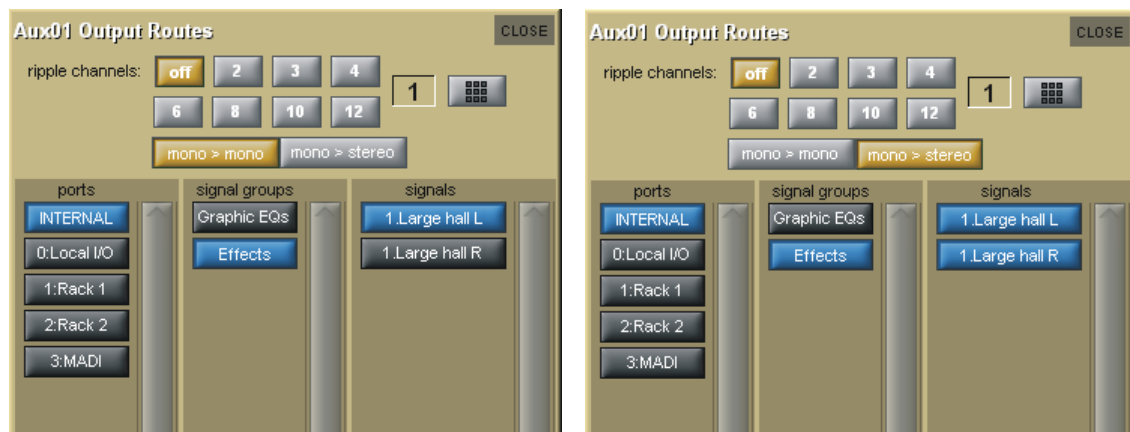 Aux01 Output Routes CLOSE
ripple channels: off 2 3 4
1
6 8 10 12
mono > mono mono > stereo
ports signal groups signals
INTERNAL Graphic EQs 1.Large hall L
0:Local I/O Effects 1.Large hall R
1:Rack 1
2:Rack 2
3:MADI
Aux01 Output Routes CLOSE
ripple channels: off 2 3 4
1
6 8 10 12
mono > mono mono > stereo
ports signal groups signals
INTERNAL Graphic EQs 1.Large hall L
0:Local I/O Effects 1.Large hall R
1:Rack 1
2:Rack 2
3:MADI